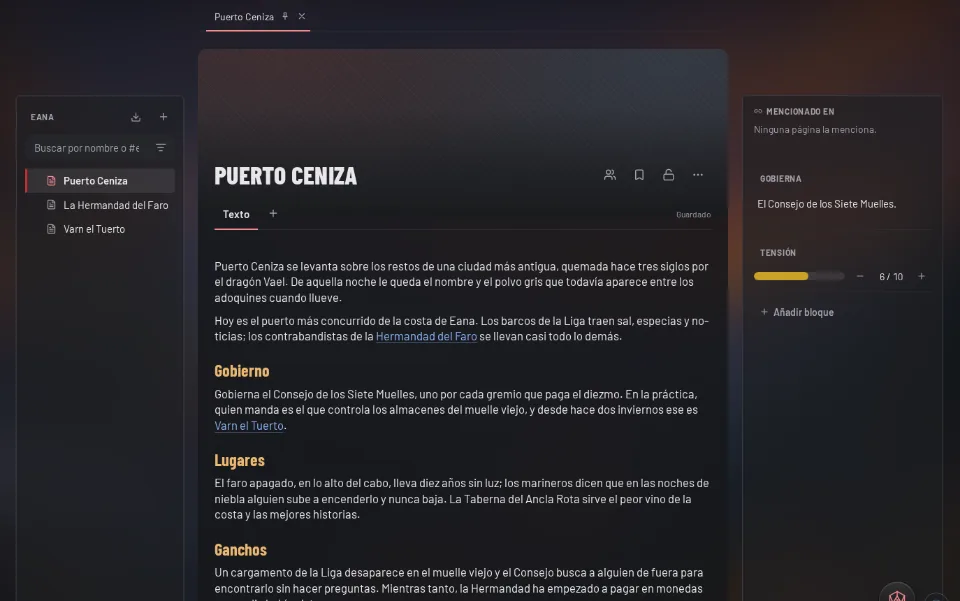 Puerto Ceniza
EANA
Buscar por nombre o #e
Puerto Ceniza
La Hermandad del Faro
Varn el Tuerto
PUERTO CENIZA
Texto
Guardado
Puerto Ceniza se levanta sobre los restos de una ciudad más antigua, quemada hace tres siglos por
el dragón Vael. De aquella noche le queda el nombre y el polvo gris que todavía aparece entre los
adoquines cuando llueve.
Hoy es el puerto más concurrido de la costa de Eana. Los barcos de la Liga traen sal, especias y no-
ticias; los contrabandistas de la Hermandad del Faro se llevan casi todo lo demás.
Gobierno
Gobierna el Consejo de los Siete Muelles, uno por cada gremio que paga el diezmo. En la práctica,
quien manda es el que controla los almacenes del muelle viejo, y desde hace dos inviernos ese es
Varn el Tuerto.
Lugares
El faro apagado, en lo alto del cabo, lleva diez años sin luz; los marineros dicen que en las noches de
niebla alguien sube a encenderlo y nunca baja. La Taberna del Ancla Rota sirve el peor vino de la
costa y las mejores historias.
Ganchos
Un cargamento de la Liga desaparece en el muelle viejo y el Consejo busca a alguien de fuera para
encontrarlo sin hacer preguntas. Mientras tanto, la Hermandad ha empezado a pagar en monedas
MENCIONADO EN
Ninguna página la menciona.
GOBIERNA
El Consejo de los Siete Muelles.
TENSIÓN
− 6 / 10 +
+ Añadir bloque